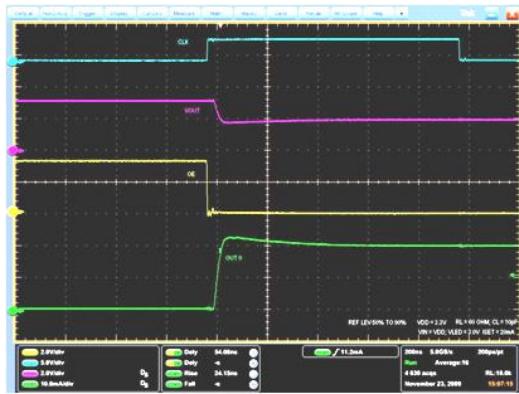 CLK
VOUT
OE
OUT 0
REF LEV 50% TO 90% VDD = 3.3V RL = 66 OHM, CL = 10pF
VIN = VDD; VLED = 3.0V ISET = 20mA
2.0V/div
5.0V/div
2.0V/div
10.0mA/div
Dely 54.08ns
Dely
Rise 24.15ns
Fall
11.2mA
200ns 5.0GS/s 200ps/pt
Run Average:16
4 639 acqs RL:10.0k
November 23, 2009 15:07:15